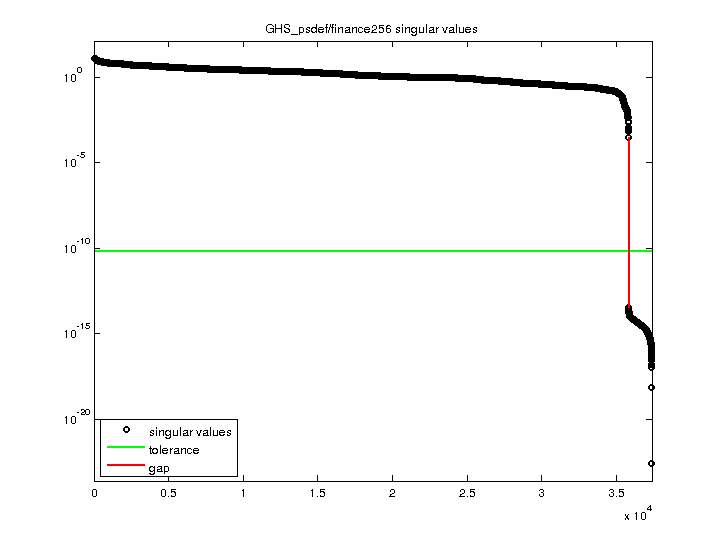 GHS_psdef/finance256 singular values
10^0
10^-5
10^-10
10^-15
10^-20
singular values
tolerance
gap
0 0.5 1 1.5 2 2.5 3 3.5
x 10^4